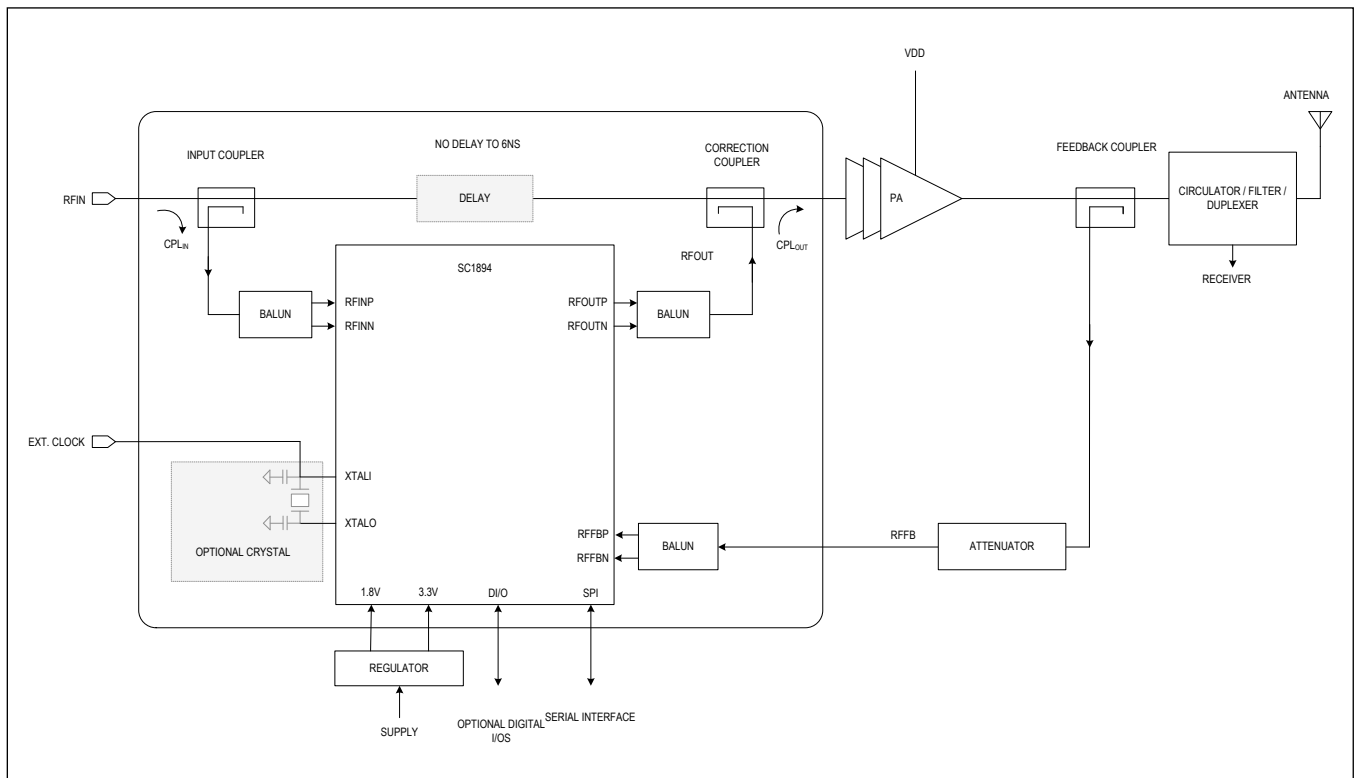 VDD
ANTENNA
INPUT COUPLER
NO DELAY TO 6NS
CORRECTION
COUPLER
FEEDBACK COUPLER
RFIN
DELAY
PA
CIRCULATOR / FILTER /
DUPLEXER
CPLIN
CPLOUT
RECEIVER
SC1894
RFOUT
BALUN
RFINP
RFINN
RFOUTP
RFOUTN
BALUN
EXT. CLOCK
XTALI
XTALO
OPTIONAL CRYSTAL
RFFBP
RFFBN
BALUN
RFFB
ATTENUATOR
1.8V
3.3V
DI/O
SPI
REGULATOR
SUPPLY
OPTIONAL DIGITAL
I/OS
SERIAL INTERFACE